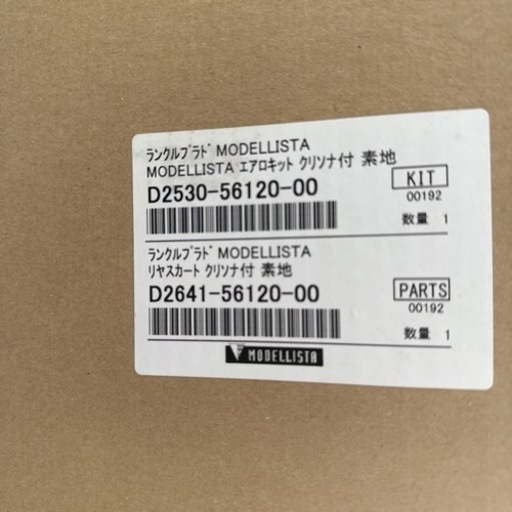 ランクルプラド MODELLISTA
MODELLISTA エアロキット クリソナ付 素地
KIT
D2530-56120-00
00192
数量 1
ランクルプラド MODELLISTA
リヤスカート クリソナ付 素地
D2641-56120-00
PARTS
00192
数量 1
MODELLISTA